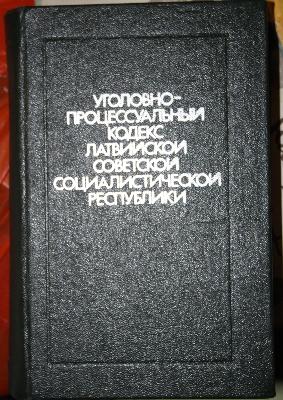 УГОЛОВНО-
ПРОЦЕССУАЛЬНЫЙ
КОДЕКС
ЛАТВИЙСКОЙ
СОВЕТСКОЙ
СОЦИАЛИСТИЧЕСКОЙ
РЕСПУБЛИКИ